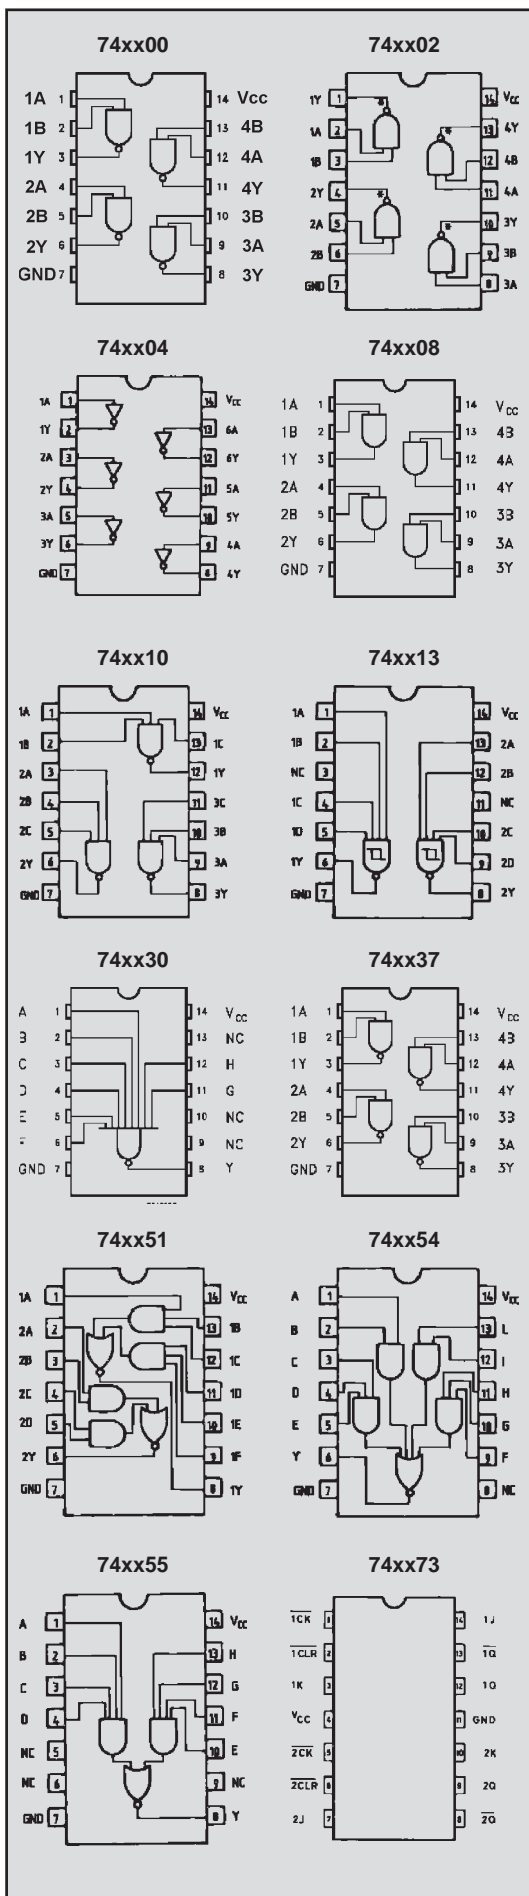 74xx00 74xx02
1A 1 14 Vcc
1B 2 13 4B
1Y 3 12 4A
2A 4 11 4Y
2B 5 10 3B
2Y 6 9 3A
GND 7 8 3Y
1Y 1 14 VCC
1A 2 13 4Y
1B 3 12 4B
2Y 4 11 4A
2A 5 10 3Y
2B 6 9 3B
GND 7 8 3A
74xx04 74xx08
1A 1 14 VCC
1Y 2 13 6A
2A 3 12 6Y
2Y 4 11 5A
3A 5 10 5Y
3Y 6 9 4A
GND 7 8 4Y
1A 1 14 VCC
1B 2 13 4B
1Y 3 12 4A
2A 4 11 4Y
2B 5 10 3B
2Y 6 9 3A
GND 7 8 3Y
74xx10 74xx13
1A 1 14 VCC
1B 2 13 1C
2A 3 12 1Y
2B 4 11 3C
2C 5 10 3B
2Y 6 9 3A
GND 7 8 3Y
1A 1 14 VCC
1B 2 13 2A
NC 3 12 2B
1C 4 11 NC
1D 5 10 2C
1Y 6 9 2D
GND 7 8 2Y
74xx30 74xx37
A 1 14 VCC
B 2 13 NC
C 3 12 H
D 4 11 G
E 5 10 NC
6 9 NC
GND 7 8 Y
1A 1 14 VCC
1B 2 13 4B
1Y 3 12 4A
2A 4 11 4Y
2B 5 10 3B
2Y 6 9 3A
GND 7 8 3Y
74xx51 74xx54
1A 1 14 VCC
2A 2 13 1B
2B 3 12 1C
2C 4 11 1D
2D 5 10 1E
2Y 6 9 1F
GND 7 8 1Y
A 1 14 VCC
B 2 13 L
C 3 12 I
D 4 11 H
E 5 10 G
Y 6 9 F
GND 7 8 NC
74xx55 74xx73
A 1 14 VCC
B 2 13 H
C 3 12 G
D 4 11 F
NC 5 10 E
NC 6 9 NC
GND 7 8 Y
1CK 1 14 1J
1CLR 2 13 1Q
1K 3 12 1Q
VCC 4 11 GND
2CK 5 10 2K
2CLR 6 9 2Q
2J 7 8 2Q